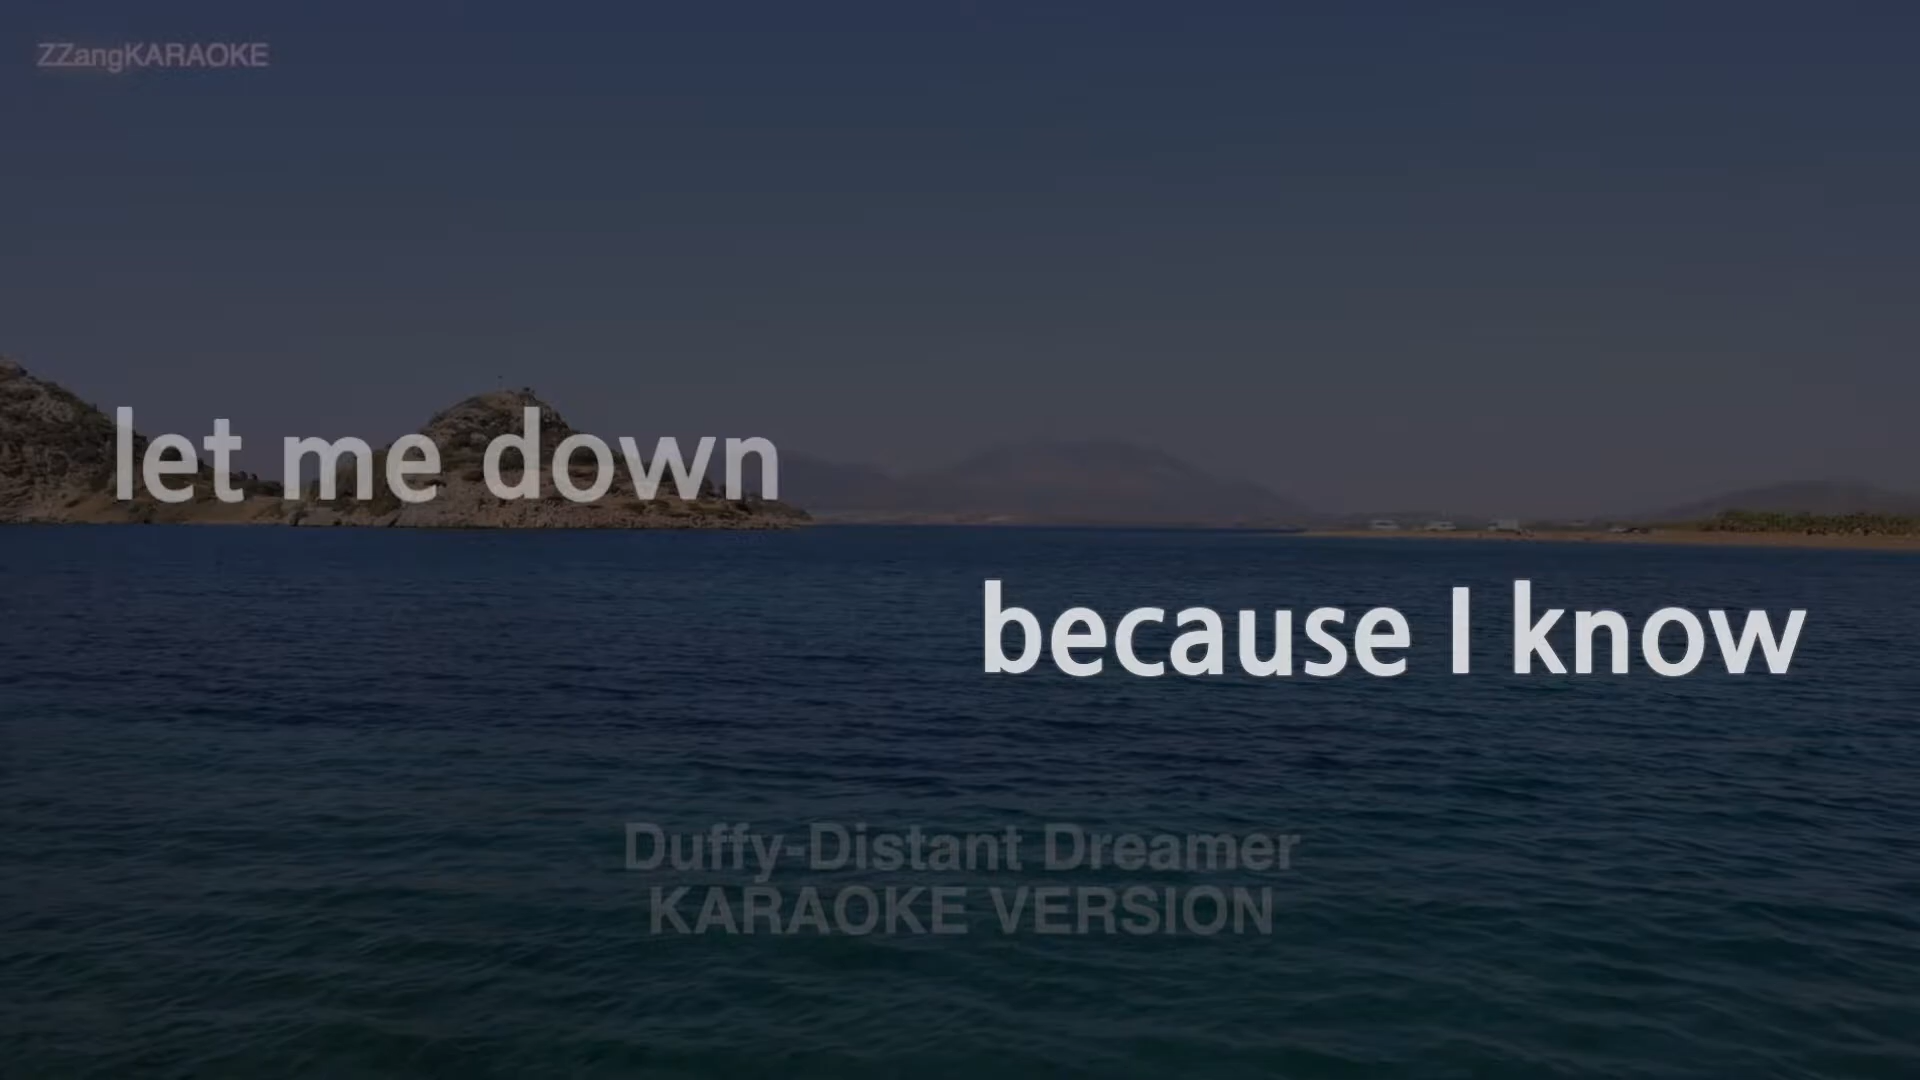 ZZangKARAOKE
let me down
because I know
Duffy-Distant Dreamer
KARAOKE VERSION